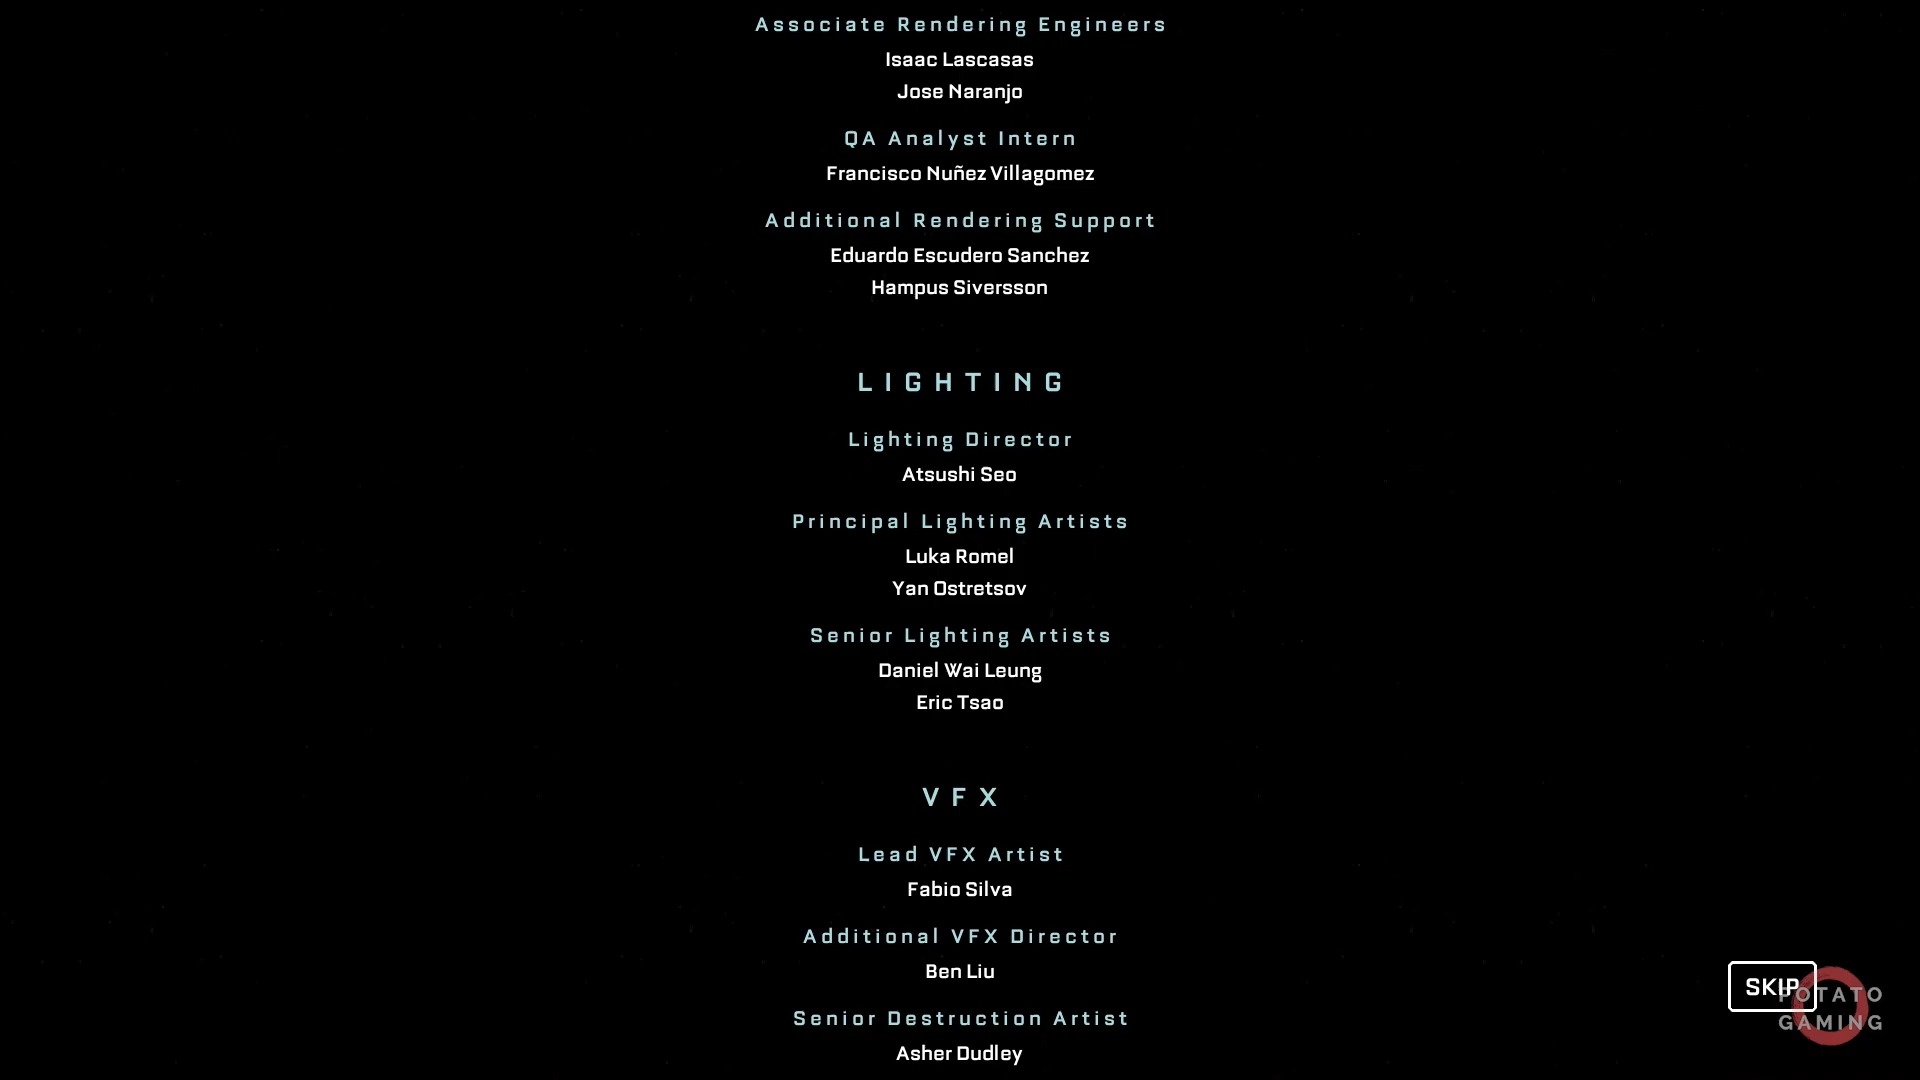 Associate Rendering Engineers
Isaac Lascasas
Jose Naranjo
QA Analyst Intern
Francisco Nuñez Villagomez
Additional Rendering Support
Eduardo Escudero Sanchez
Hampus Siversson
LIGHTING
Lighting Director
Atsushi Seo
Principal Lighting Artists
Luka Romel
Yan Ostretsov
Senior Lighting Artists
Daniel Wai Leung
Eric Tsao
VFX
Lead VFX Artist
Fabio Silva
Additional VFX Director
Ben Liu
Senior Destruction Artist
Asher Dudley
SKIP
POTATO
GAMING